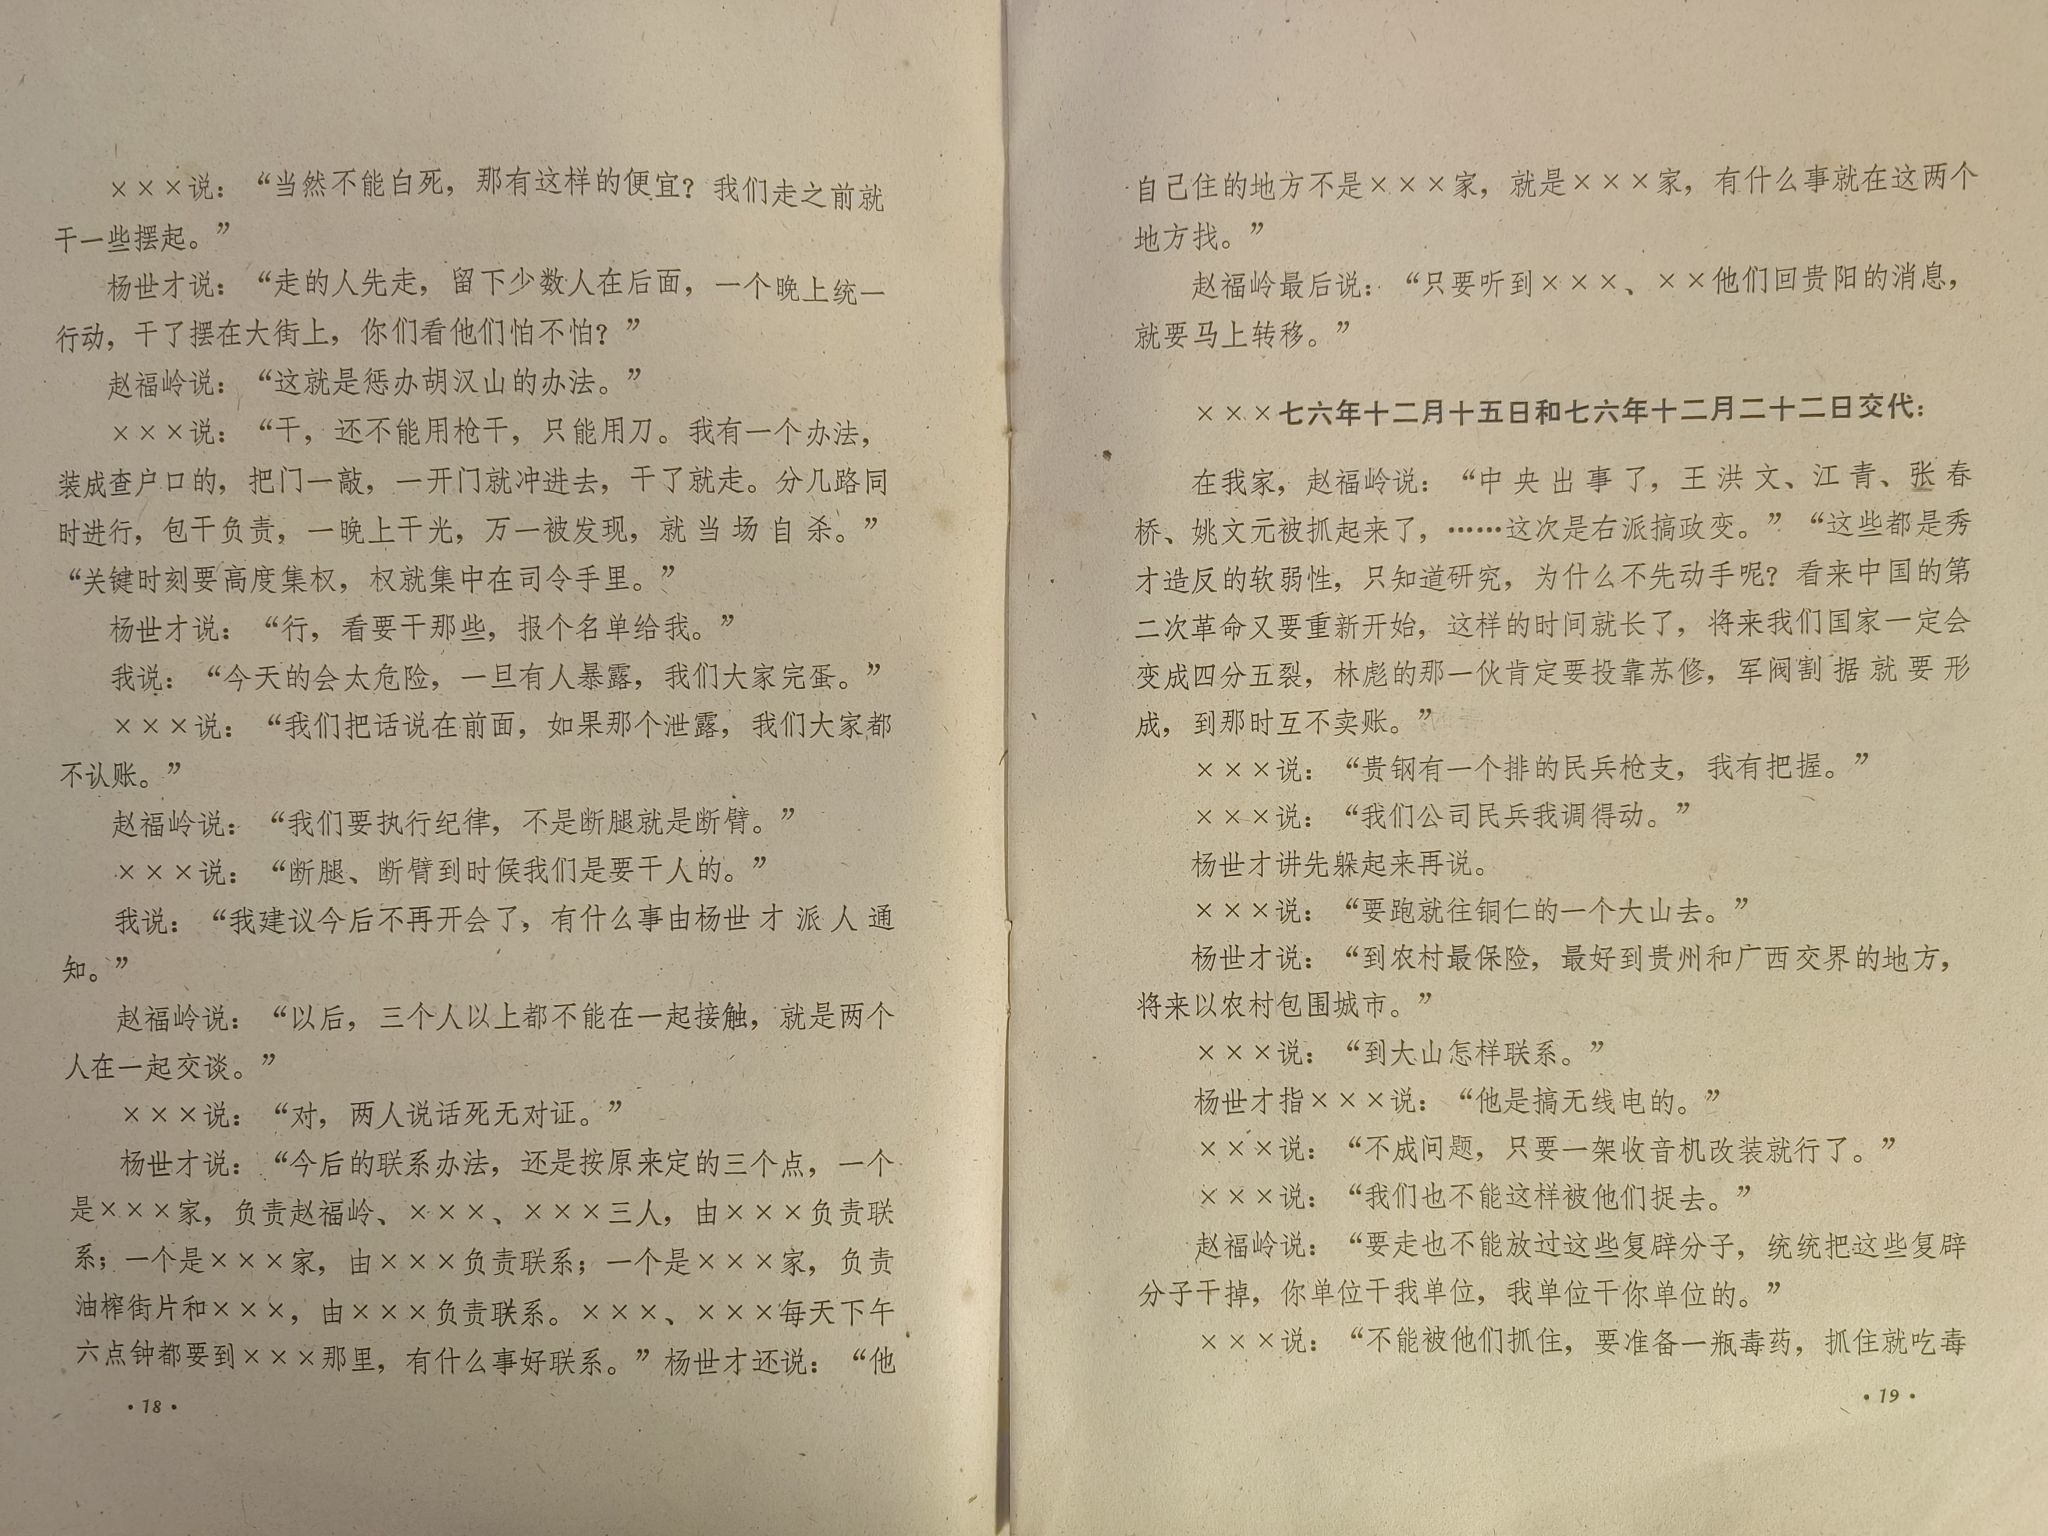 ×××说：“当然不能白死，那有这样的便宜？我们走之前就
干一些摆起。”
杨世才说：“走的人先走，留下少数人在后面，一个晚上统一
行动，干了摆在大街上，你们看他们怕不怕？”
赵福岭说：“这就是惩办胡汉山的办法。”
×××说：“干，还不能用枪干，只能用刀。我有一个办法，
装成查户口的，把门一敲，一开门就冲进去，干了就走。分几路同
时进行，包干负责，一晚上干光，万一被发现，就当场自杀。”
“关键时刻要高度集权，权就集中在司令手里。”
杨世才说：“行，看要干那些，报个名单给我。”
我说：“今天的会太危险，一旦有人暴露，我们大家完蛋。”
×××说：“我们把话说在前面，如果那个泄露，我们大家都
不认账。”
赵福岭说：“我们要执行纪律，不是断腿就是断臂。”
×××说：“断腿、断臂到时候我们是要干人的。”
我说：“我建议今后不再开会了，有什么事由杨世才派人通
知。”
赵福岭说：“以后，三个人以上都不能在一起接触，就是两个
人在一起交谈。”
×××说：“对，两人说话死无对证。”
杨世才说：“今后的联系办法，还是按原来定的三个点，一个
是×××家，负责赵福岭、×××、×××三人，由×××负责联
系；一个是×××家，由×××负责联系；一个是×××家，负责
油榨街片和×××，由×××负责联系。×××、×××每天下午
六点钟都要到×××那里，有什么事好联系。”杨世才还说：“他
·18·
自己住的地方不是×××家，就是×××家，有什么事就在这两个
地方找。”
赵福岭最后说：“只要听到×××、××他们回贵阳的消息，
就要马上转移。”
×××七六年十二月十五日和七六年十二月二十二日交代：
在我家，赵福岭说：“中央出事了，王洪文、江青、张春
桥、姚文元被抓起来了，……这次是右派搞政变。”“这些都是秀
才造反的软弱性，只知道研究，为什么不先动手呢？看来中国的第
二次革命又要重新开始，这样的时间就长了，将来我们国家一定会
变成四分五裂，林彪的那一伙肯定要投靠苏修，军阀割据就要形
成，到那时互不卖账。”
×××说：“贵钢有一个排的民兵枪支，我有把握。”
×××说：“我们公司民兵我调得动。”
杨世才讲先躲起来再说。
×××说：“要跑就往铜仁的一个大山去。”
杨世才说：“到农村最保险，最好到贵州和广西交界的地方，
将来以农村包围城市。”
×××说：“到大山怎样联系。”
杨世才指×××说：“他是搞无线电的。”
×××说：“不成问题，只要一架收音机改装就行了。”
×××说：“我们也不能这样被他们捉去。”
赵福岭说：“要走也不能放过这些复辟分子，统统把这些复辟
分子干掉，你单位干我单位，我单位干你单位的。”
×××说：“不能被他们抓住，要准备一瓶毒药，抓住就吃毒
·19·